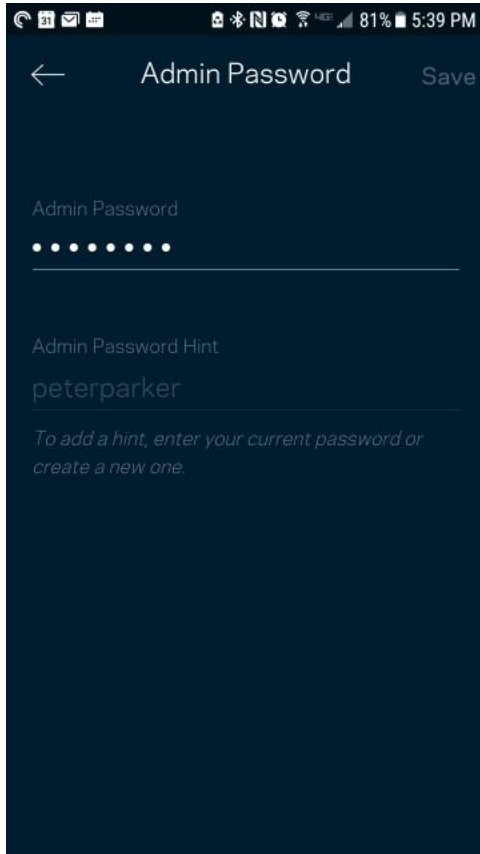 31 81% 5:39 PM
Admin Password Save
Admin Password
••••••••
Admin Password Hint
peterparker
To add a hint, enter your current password or
create a new one.